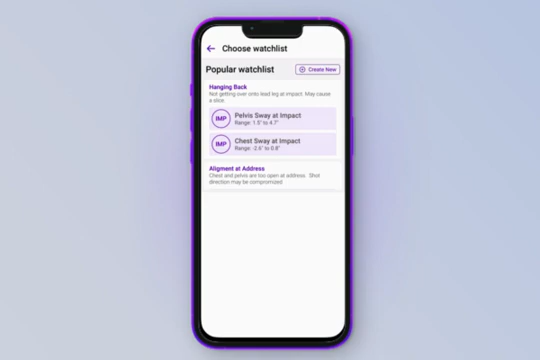 Choose watchlist
Popular watchlist
Create New
Hanging Back
Not getting over onto lead leg at impact. May cause
a slice.
IMP
Pelvis Sway at Impact
Range: 1.5" to 4.7"
IMP
Chest Sway at Impact
Range: -2.6" to 0.8"
Aligment at Address
Chest and pelvis are too open at address. Shot
direction may be compromized